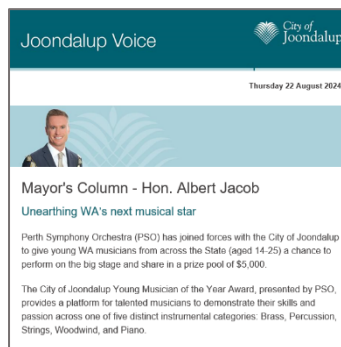 Joondalup Voice
City of
Joondalup
Thursday 22 August 2024
Mayor's Column - Hon. Albert Jacob
Unearthing WA's next musical star
Perth Symphony Orchestra (PSO) has joined forces with the City of Joondalup
to give young WA musicians from across the State (aged 14-25) a chance to
perform on the big stage and share in a prize pool of $5,000.
The City of Joondalup Young Musician of the Year Award, presented by PSO,
provides a platform for talented musicians to demonstrate their skills and
passion across one of five distinct instrumental categories: Brass, Percussion,
Strings, Woodwind, and Piano.